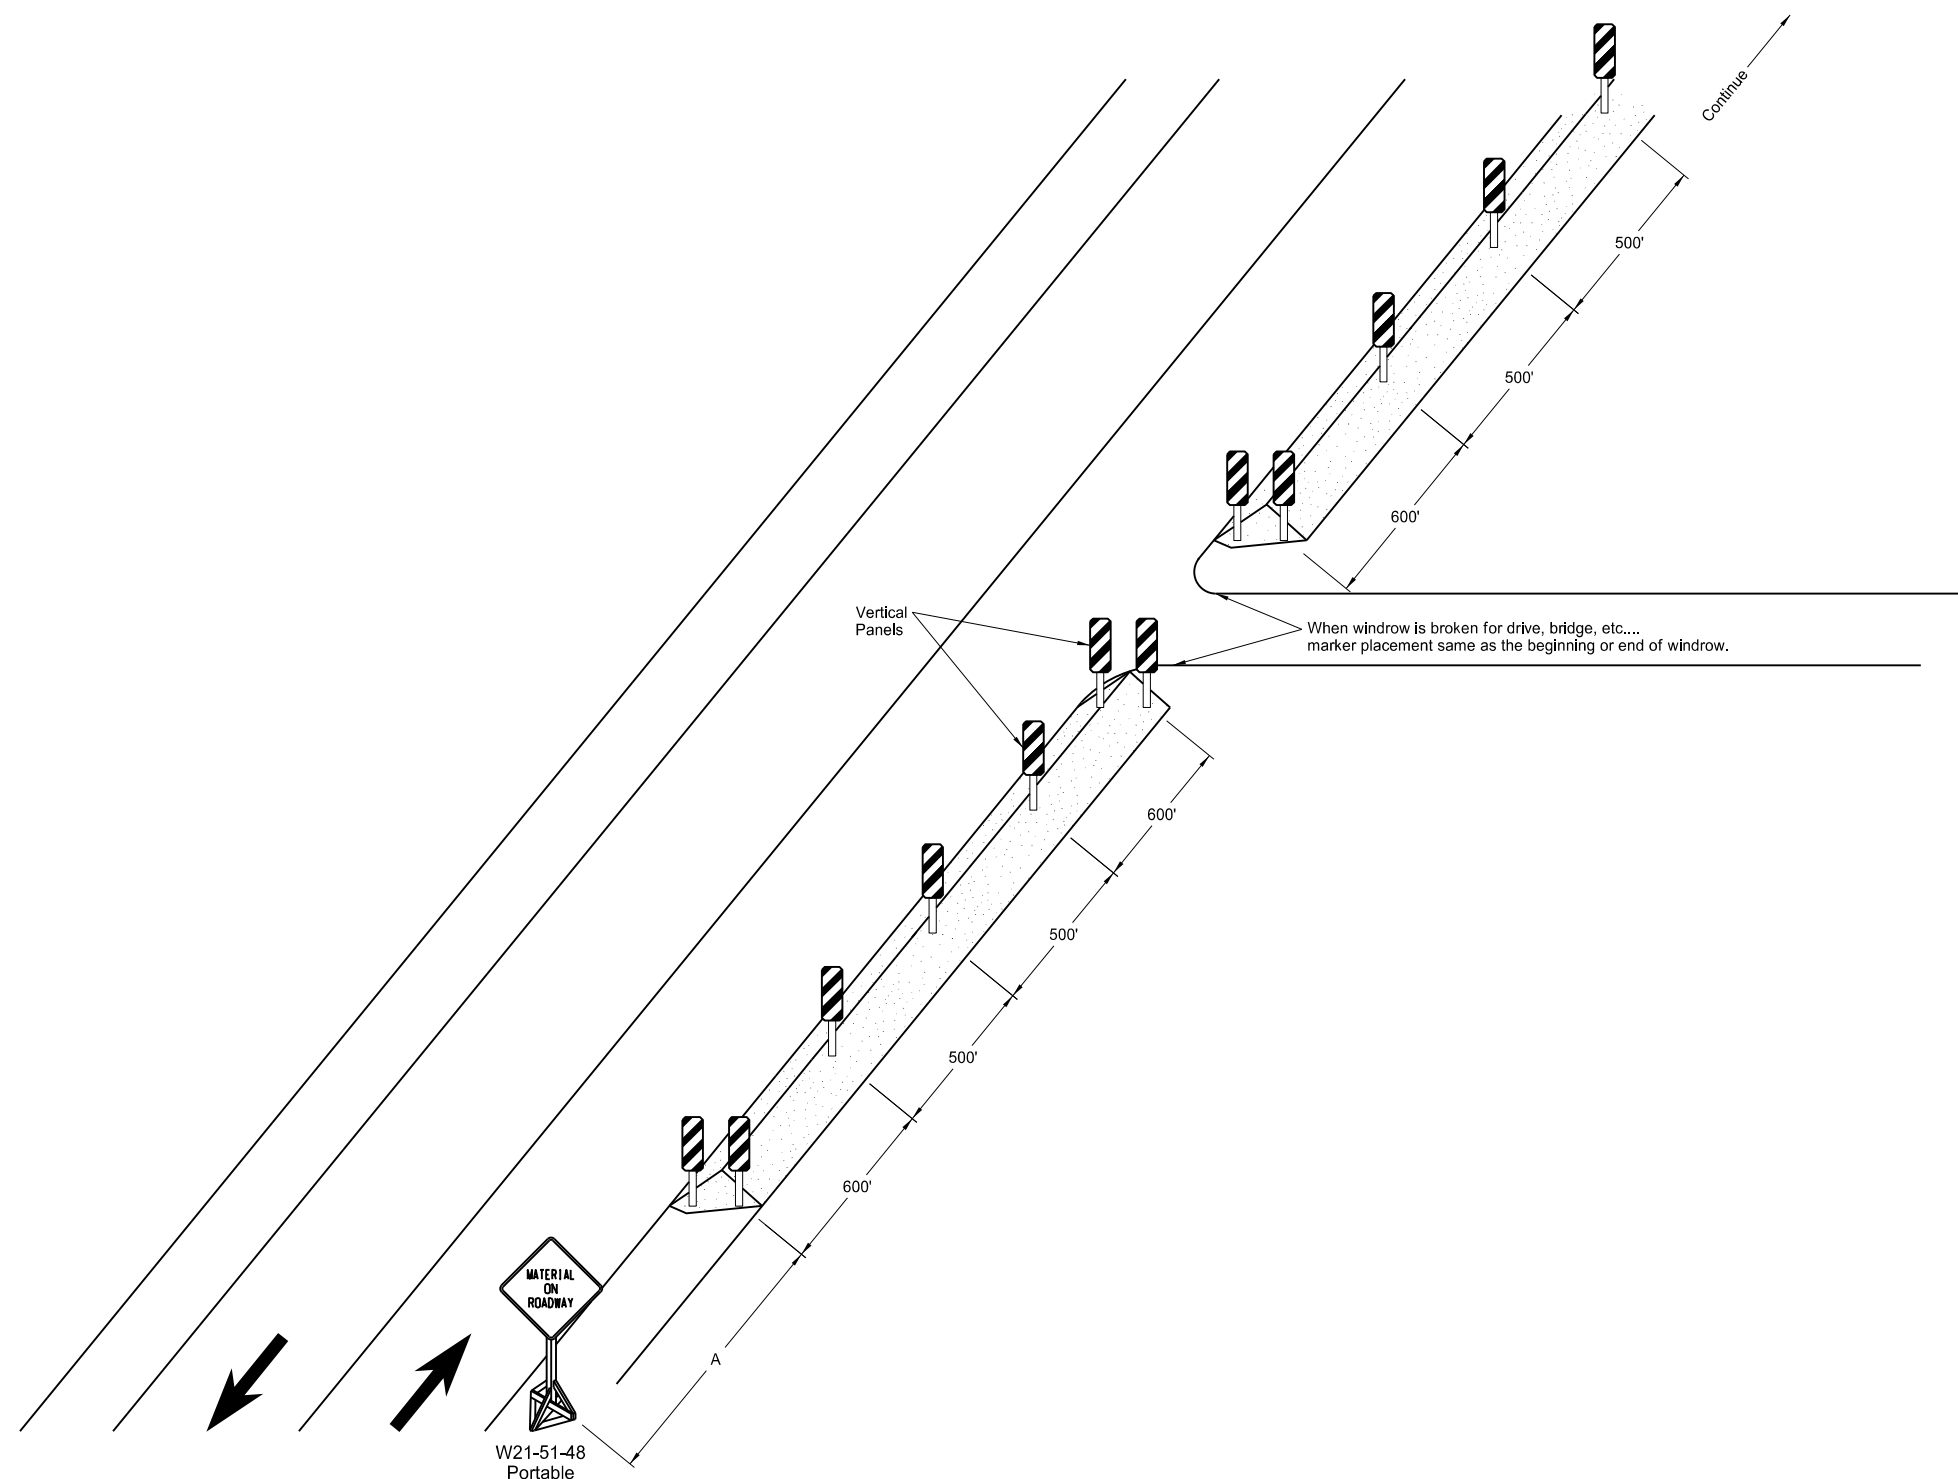 Continue
500'
500'
600'
Vertical
Panels
When windrow is broken for drive, bridge, etc....
marker placement same as the beginning or end of windrow.
600'
500'
500'
600'
MATERIAL
ON
ROADWAY
A
W21-51-48
Portable